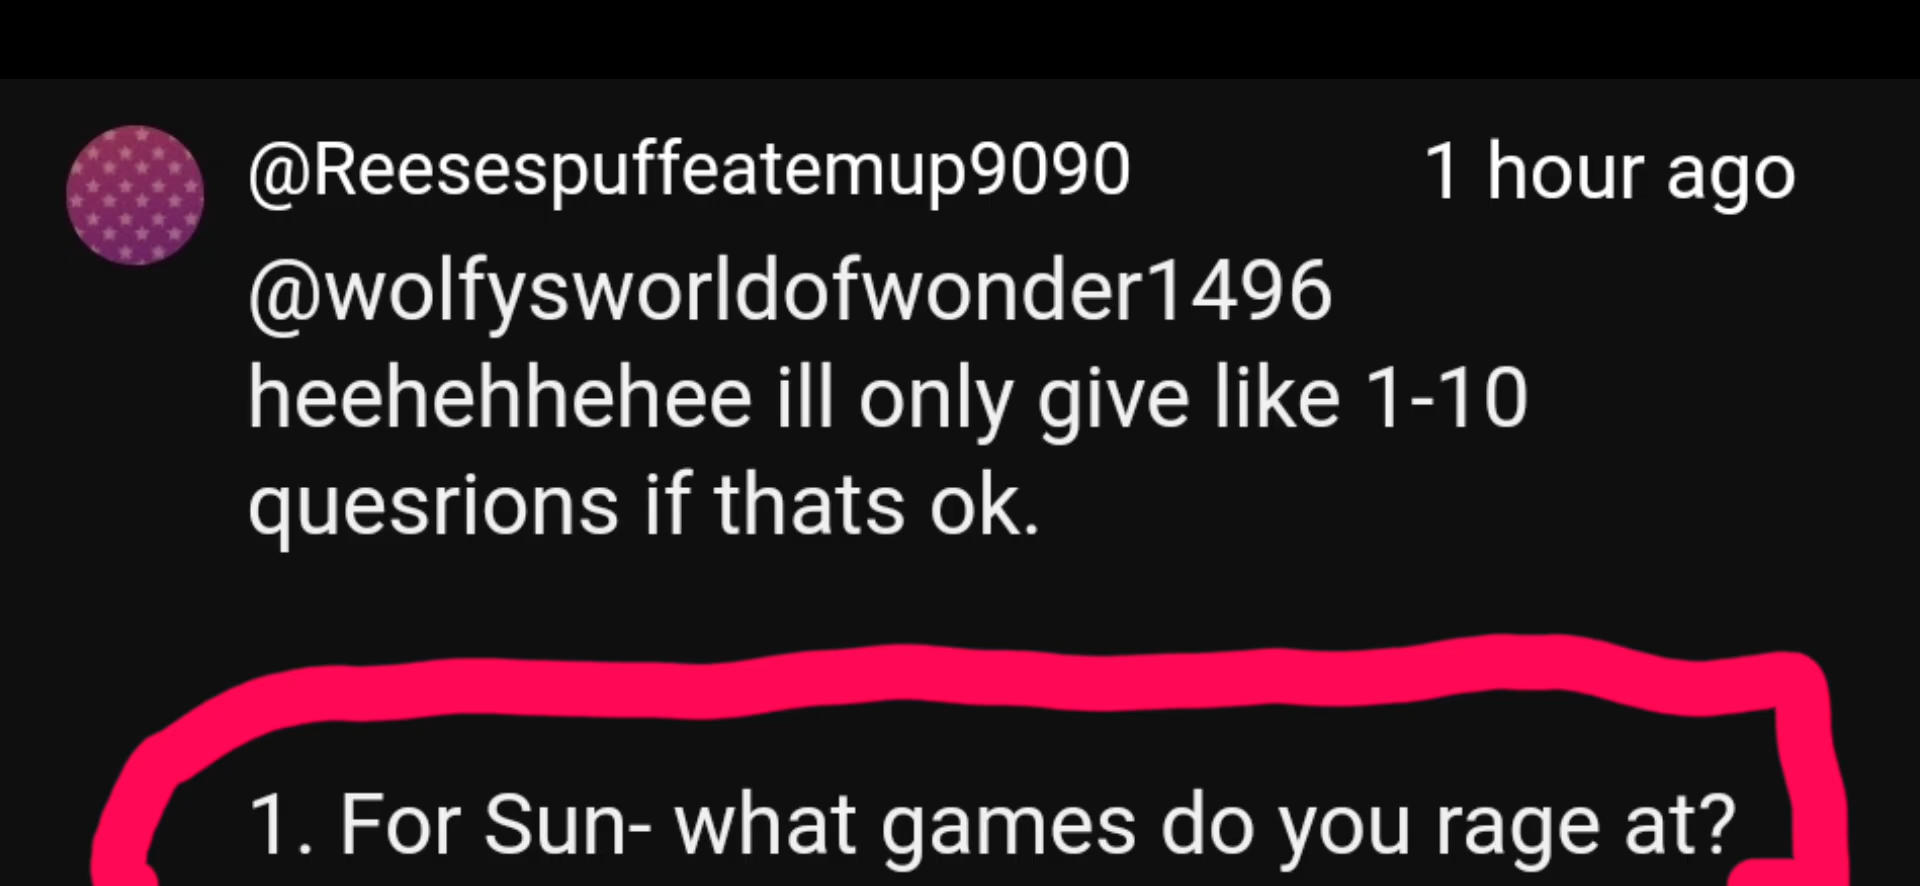 @Reesespuffeatemup9090 1 hour ago
@wolfysworldofwonder1496
heehehhehee ill only give like 1-10
quesrions if thats ok.
1. For Sun- what games do you rage at?